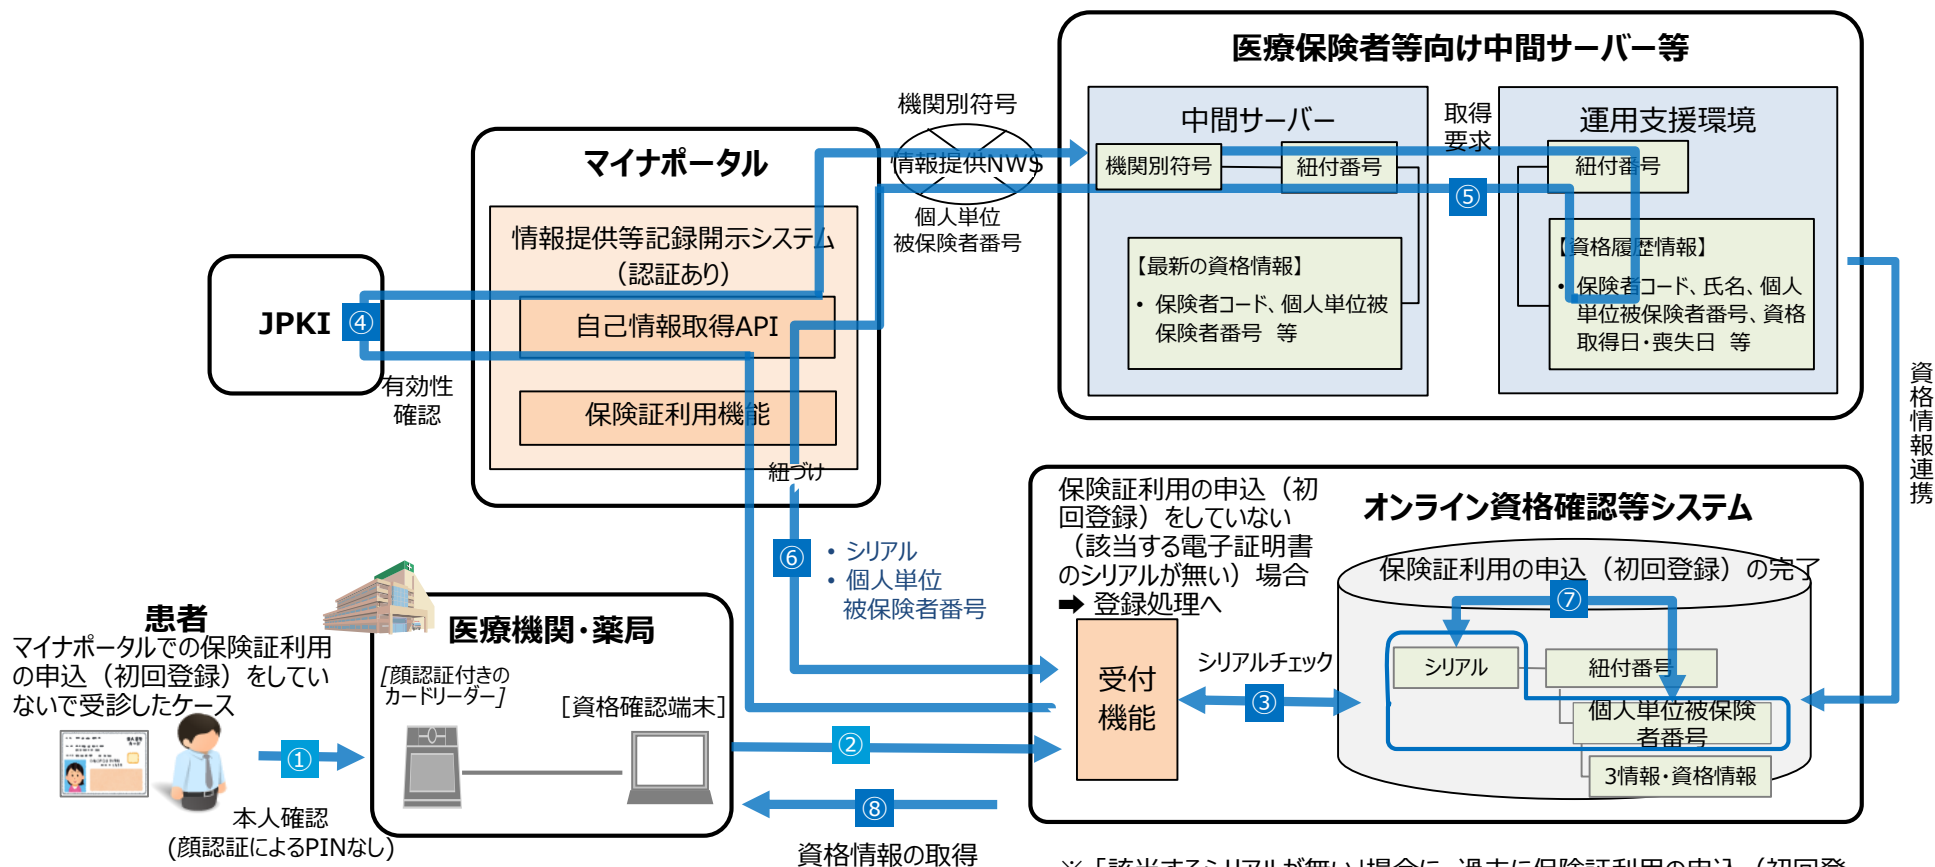 医療保険者等向け中間サーバー等
機関別符号
中間サーバー
取得
要求
運用支援環境
マイナポータル
情報提供NWS
機関別符号
紐付番号
紐付番号
⑤
個人単位
被保険者番号
情報提供等記録開示システム
（認証あり）
【最新の資格情報】
・ 保険者コード、個人単位被
保険者番号 等
【資格履歴情報】
・ 保険者コード、氏名、個人
単位被保険者番号、資格
取得日・喪失日 等
JPKI
④
自己情報取得API
有効性
確認
保険証利用機能
紐づけ
資格情報連携
保険証利用の申込（初
回登録）をしていない
（該当する電子証明書
のシリアルが無い）場合
➡ 登録処理へ
オンライン資格確認等システム
⑥
・ シリアル
・ 個人単位
被保険者番号
保険証利用の申込（初回登録）の完了
⑦
患者
マイナポータルでの保険証利用
の申込（初回登録）をしてい
ないで受診したケース
医療機関・薬局
[顔認証付きの
カードリーダー]
［資格確認端末］
受付
機能
シリアルチェック
③
シリアル
紐付番号
個人単位被保険
者番号
3情報・資格情報
①
②
本人確認
(顔認証によるPINなし)
⑧
資格情報の取得